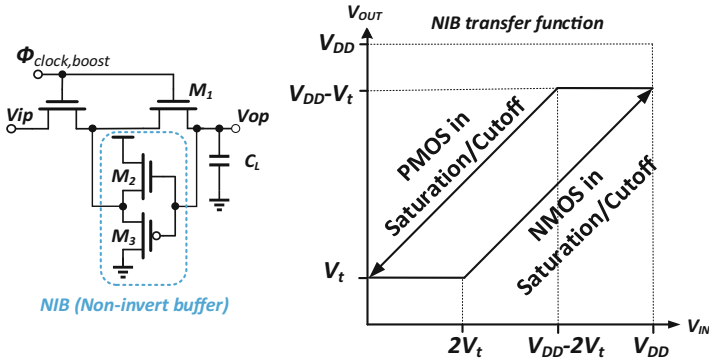 Φclock,boost
M1
Vip
Vop
M2
CL
M3
NIB (Non-invert buffer)
NIB transfer function
VOUT
VDD
VDD-Vt
Vt
PMOS in
Saturation/Cutoff
NMOS in
Saturation/Cutoff
VIN
2Vt
VDD-2Vt
VDD